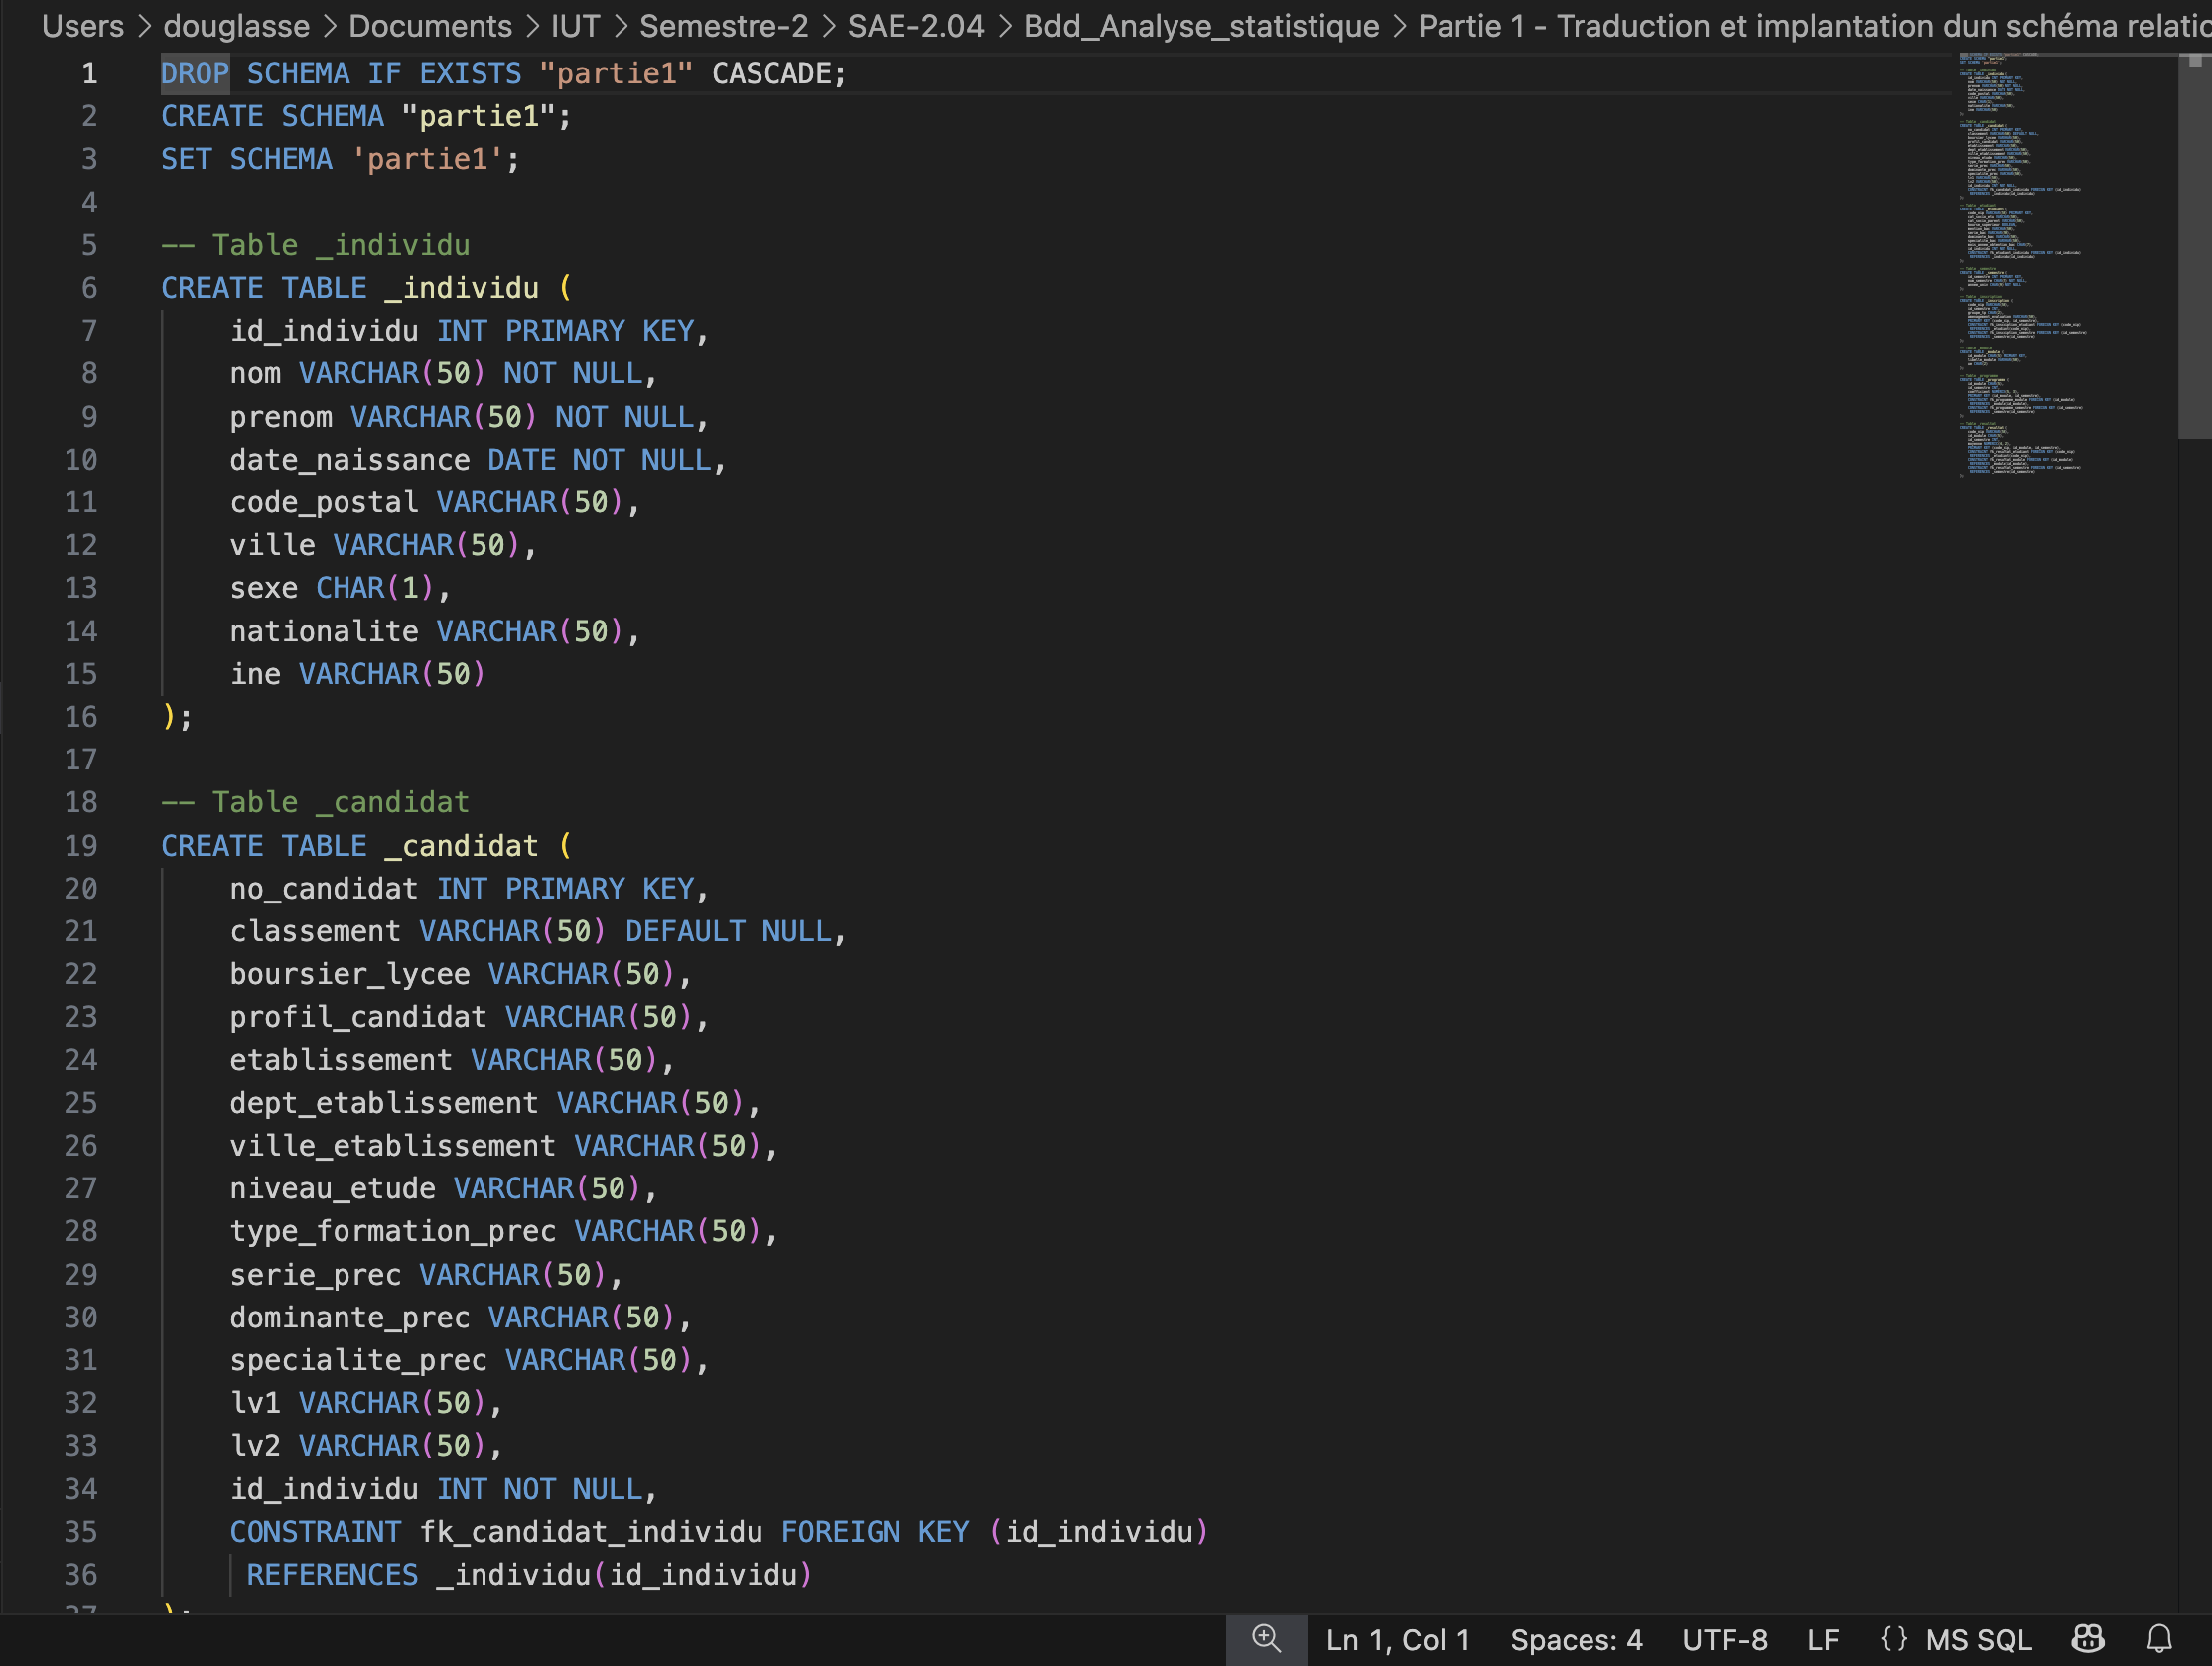 Users > douglasse > Documents > IUT > Semestre-2 > SAE-2.04 > Bdd_Analyse_statistique > Partie 1 - Traduction et implantation dun schéma relatio
1 DROP SCHEMA IF EXISTS "partie1" CASCADE;
2 CREATE SCHEMA "partie1";
3 SET SCHEMA 'partie1';
4
5 -- Table _individu
6 CREATE TABLE _individu (
7 id_individu INT PRIMARY KEY,
8 nom VARCHAR(50) NOT NULL,
9 prenom VARCHAR(50) NOT NULL,
10 date_naissance DATE NOT NULL,
11 code_postal VARCHAR(50),
12 ville VARCHAR(50),
13 sexe CHAR(1),
14 nationalite VARCHAR(50),
15 ine VARCHAR(50)
16 );
17
18 -- Table _candidat
19 CREATE TABLE _candidat (
20 no_candidat INT PRIMARY KEY,
21 classement VARCHAR(50) DEFAULT NULL,
22 boursier_lycee VARCHAR(50),
23 profil_candidat VARCHAR(50),
24 etablissement VARCHAR(50),
25 dept_etablissement VARCHAR(50),
26 ville_etablissement VARCHAR(50),
27 niveau_etude VARCHAR(50),
28 type_formation_prec VARCHAR(50),
29 serie_prec VARCHAR(50),
30 dominante_prec VARCHAR(50),
31 specialite_prec VARCHAR(50),
32 lv1 VARCHAR(50),
33 lv2 VARCHAR(50),
34 id_individu INT NOT NULL,
35 CONSTRAINT fk_candidat_individu FOREIGN KEY (id_individu)
36 REFERENCES _individu(id_individu)
37 );
Ln 1, Col 1 Spaces: 4 UTF-8 LF {} MS SQL